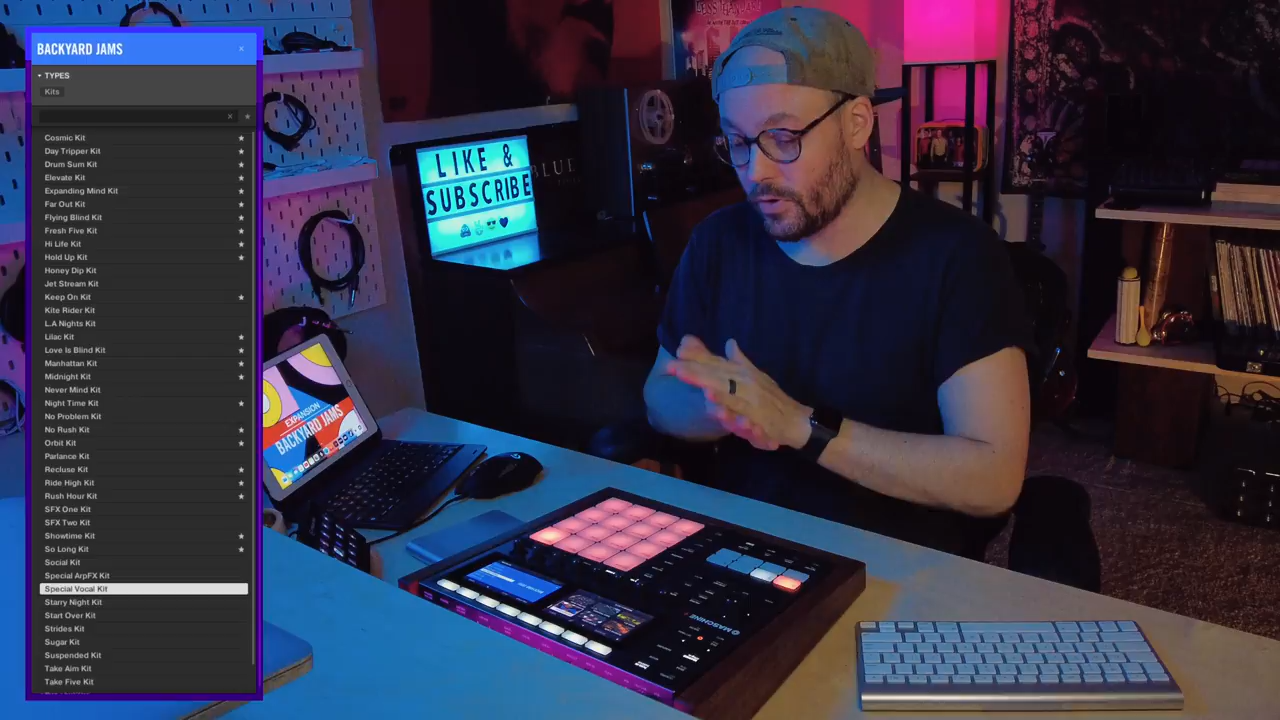 BACKYARD JAMS
TYPES
Kits
Cosmic Kit
Day Tripper Kit
Drum Sum Kit
Elevate Kit
Expanding Mind Kit
Far Out Kit
Flying Blind Kit
Fresh Five Kit
Hi Life Kit
Hold Up Kit
Honey Dip Kit
Jet Stream Kit
Keep On Kit
Kite Rider Kit
L.A Nights Kit
Lilac Kit
Love Is Blind Kit
Manhattan Kit
Midnight Kit
Never Mind Kit
Night Time Kit
No Problem Kit
No Rush Kit
Orbit Kit
Parlance Kit
Recluse Kit
Ride High Kit
Rush Hour Kit
SFX One Kit
SFX Two Kit
Showtime Kit
So Long Kit
Social Kit
Special ArpFX Kit
Special Vocal Kit
Starry Night Kit
Start Over Kit
Strides Kit
Sugar Kit
Suspended Kit
Take Aim Kit
Take Five Kit
LIKE &
SUBSCRIBE
BLUE
EXPANSION
BACKYARD JAMS
MASCHINE